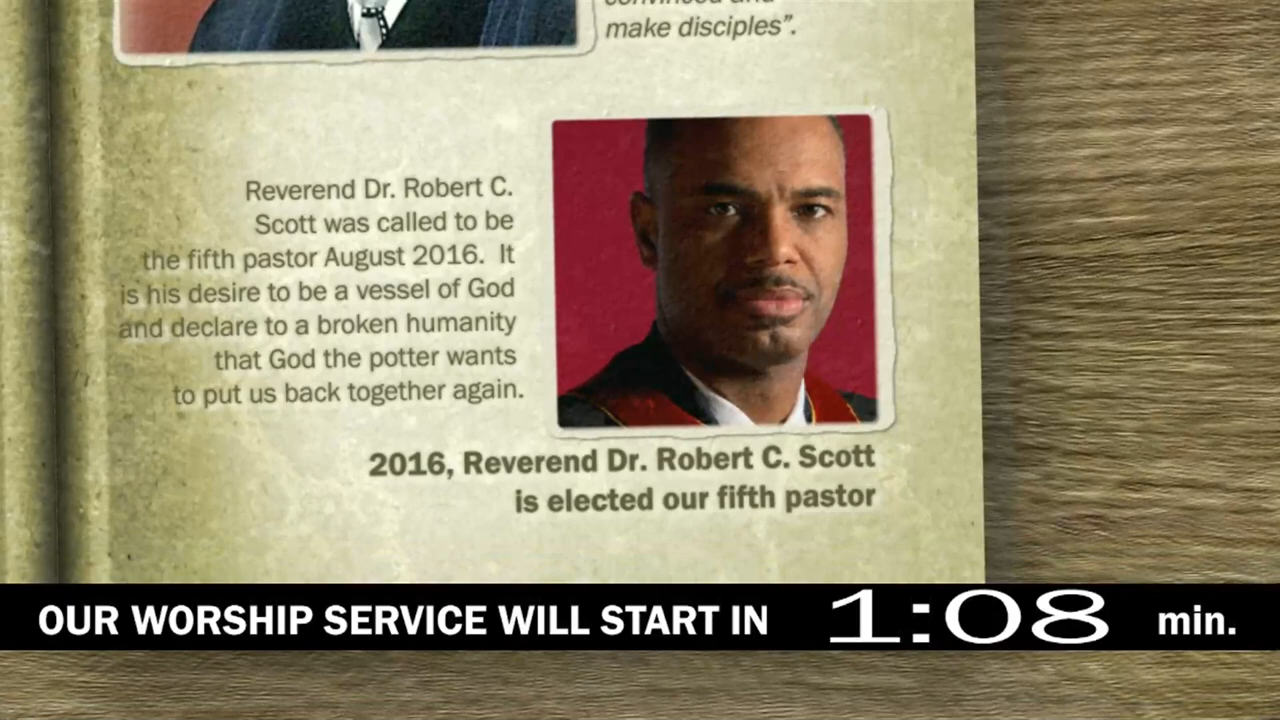 make disciples”.
Reverend Dr. Robert C.
Scott was called to be
the fifth pastor August 2016.  It
is his desire to be a vessel of God
and declare to a broken humanity
that God the potter wants
to put us back together again.
2016, Reverend Dr. Robert C. Scott
is elected our fifth pastor
OUR WORSHIP SERVICE WILL START IN 1:08 min.